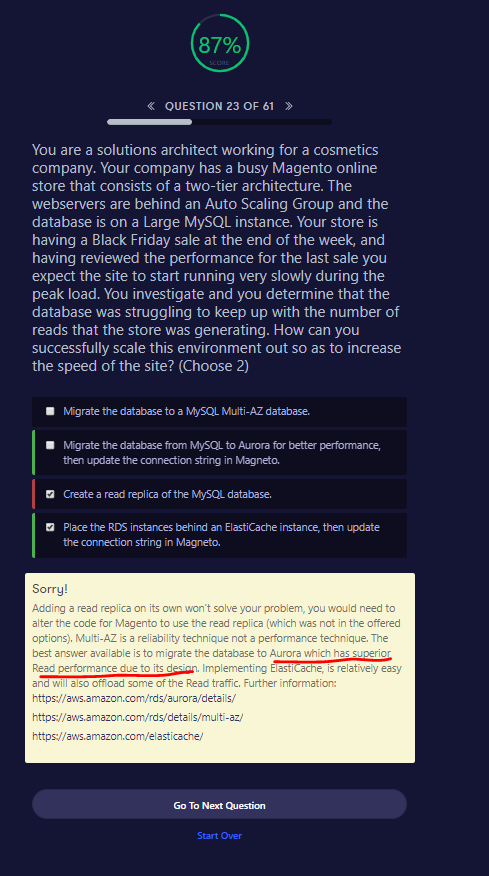 87%
SCORE
« QUESTION 23 OF 61 »
You are a solutions architect working for a cosmetics
company. Your company has a busy Magento online
store that consists of a two-tier architecture. The
webservers are behind an Auto Scaling Group and the
database is on a Large MySQL instance. Your store is
having a Black Friday sale at the end of the week, and
having reviewed the performance for the last sale you
expect the site to start running very slowly during the
peak load. You investigate and you determine that the
database was struggling to keep up with the number of
reads that the store was generating. How can you
successfully scale this environment out so as to increase
the speed of the site? (Choose 2)
Migrate the database to a MySQL Multi-AZ database.
Migrate the database from MySQL to Aurora for better performance,
then update the connection string in Magneto.
Create a read replica of the MySQL database.
Place the RDS instances behind an ElastiCache instance, then update
the connection string in Magneto.
Sorry!
Adding a read replica on its own won't solve your problem, you would need to
alter the code for Magento to use the read replica (which was not in the offered
options). Multi-AZ is a reliability technique not a performance technique. The
best answer available is to migrate the database to Aurora which has superior
Read performance due to its design. Implementing ElastiCache, is relatively easy
and will also offload some of the Read traffic. Further information:
https://aws.amazon.com/rds/aurora/details/
https://aws.amazon.com/rds/details/multi-az/
https://aws.amazon.com/elasticache/
Go To Next Question
Start Over